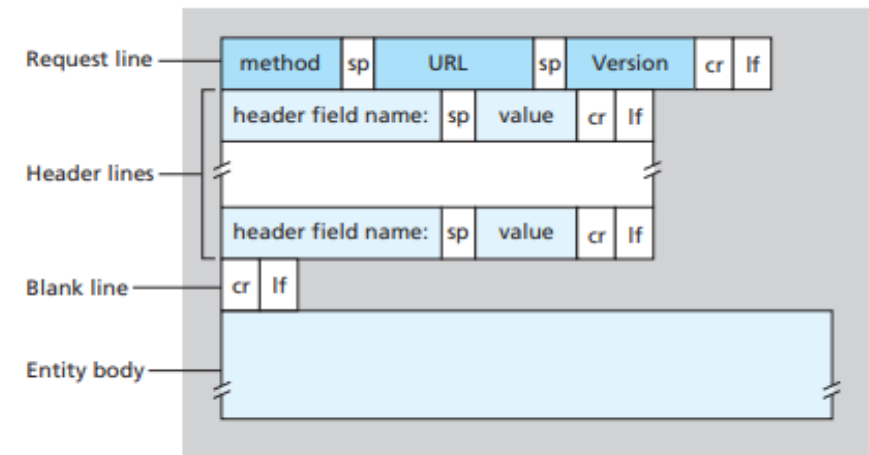 Request line method sp URL sp Version cr lf
header field name: sp value cr lf
Header lines
header field name: sp value cr lf
Blank line cr lf
Entity body